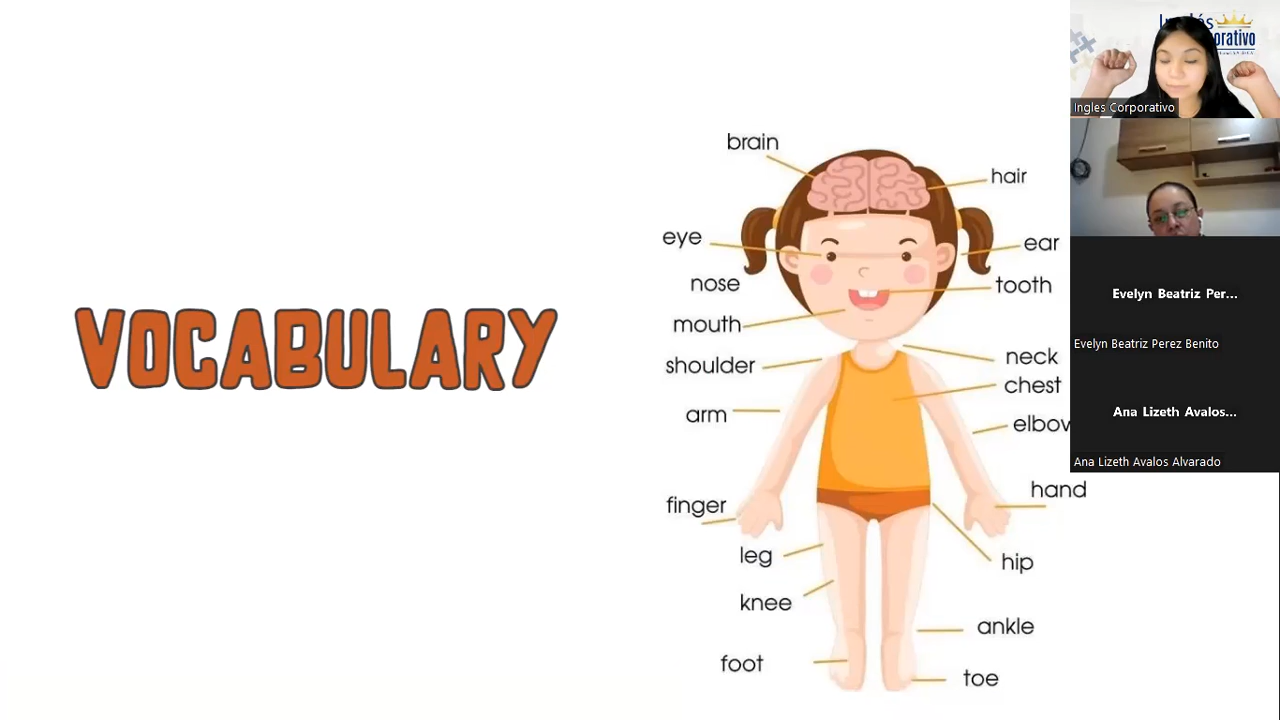 VOCABULARY
brain
hair
eye
ear
nose
tooth
mouth
neck
shoulder
chest
arm
elbow
finger
hand
leg
hip
knee
ankle
foot
toe
Ingles Corporativo
Evelyn Beatriz Per...
Evelyn Beatriz Perez Benito
Ana Lizeth Avalos...
Ana Lizeth Avalos Alvarado